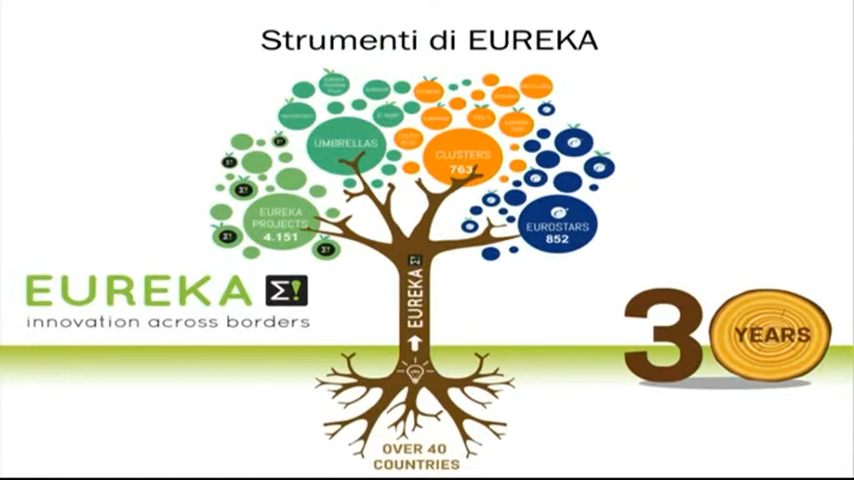 Strumenti di EUREKA
UMBRELLAS
CLUSTERS
763
EUREKA
PROJECTS
4.151
EUROSTARS
852
EUREKA Σ!
innovation across borders
EUREKA Σ!
30 YEARS
OVER 40
COUNTRIES